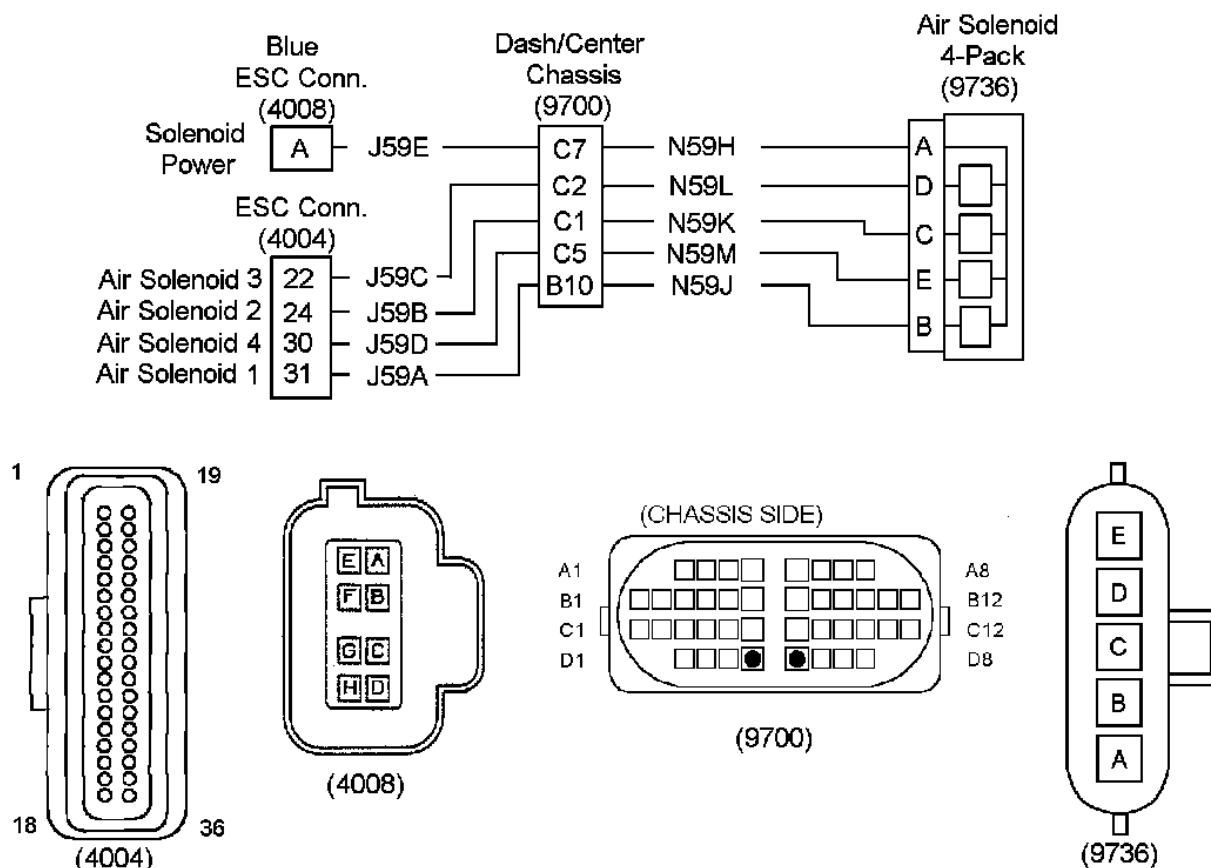 Blue
ESC Conn.
(4008)
Dash/Center
Chassis
(9700)
Air Solenoid
4-Pack
(9736)
Solenoid
Power
A
J59E
C7
N59H
A
C2
N59L
D
ESC Conn.
(4004)
C1
N59K
C
C5
N59M
E
Air Solenoid 3
22
J59C
B10
N59J
Air Solenoid 2
24
J59B
B
Air Solenoid 4
30
J59D
Air Solenoid 1
31
J59A
1
19
18
36
(4004)
E A
F B
G C
H D
(4008)
(CHASSIS SIDE)
A1
A8
B1
B12
C1
C12
D1
D8
(9700)
E
D
C
B
A
(9736)